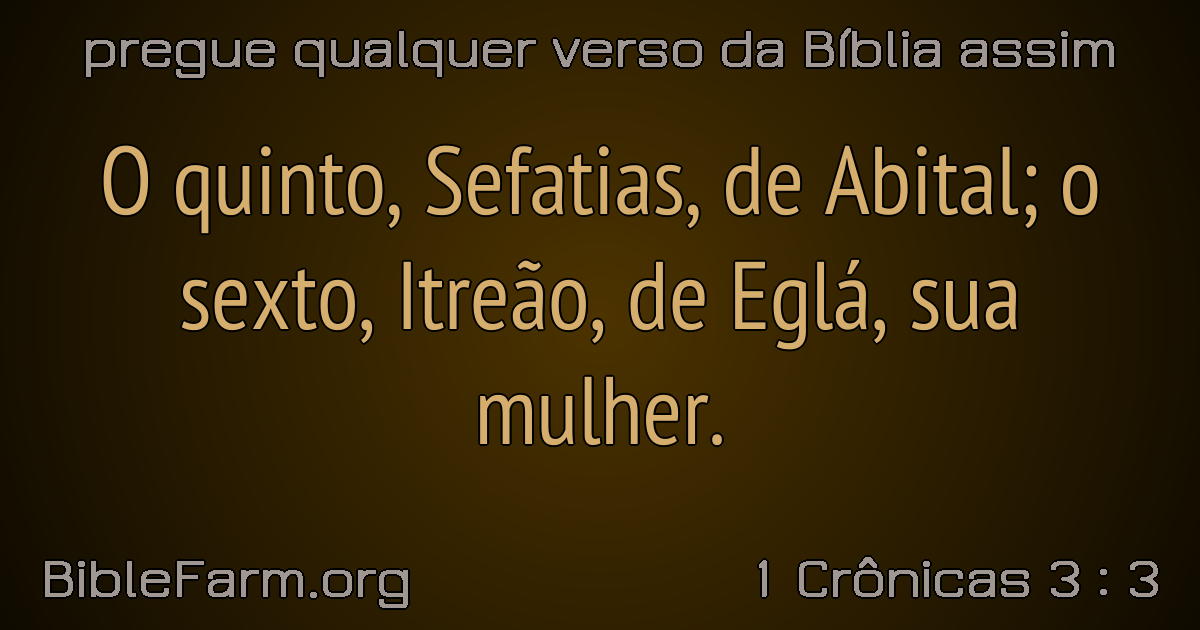 pregue qualquer verso da Bíblia assim
O quinto, Sefatias, de Abital; o
sexto, Itreão, de Eglá, sua
mulher.
BibleFarm.org
1 Crônicas 3 : 3